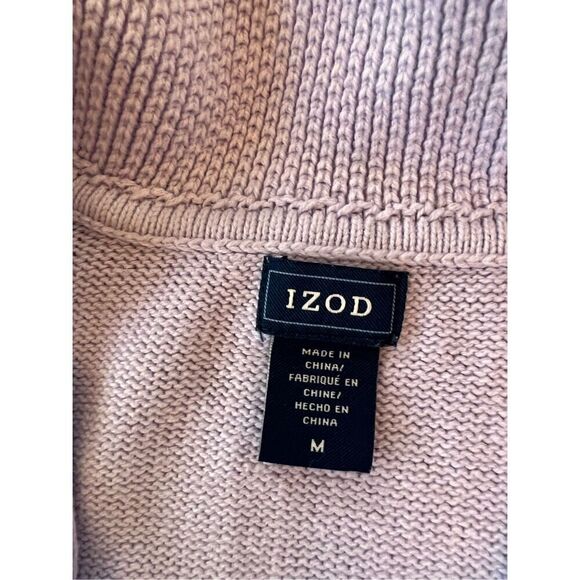 IZOD
MADE IN
CHINA/
FABRIQUÉ EN
CHINE/
HECHO EN
CHINA
M